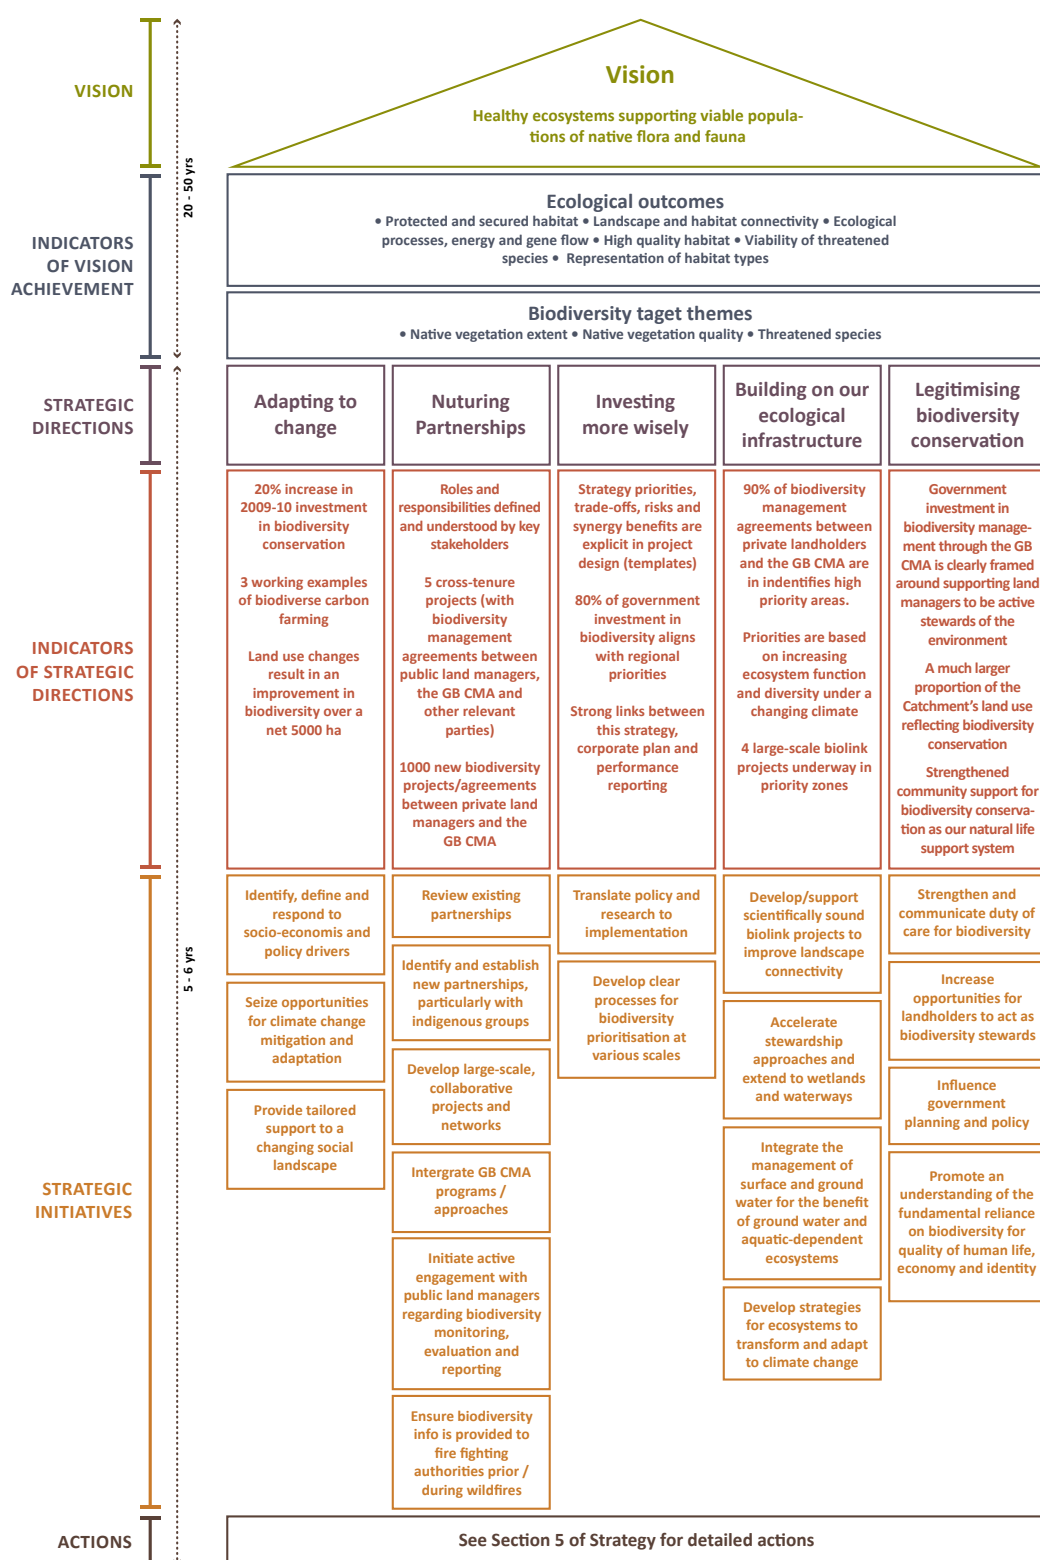 VISION
20 - 50 yrs
Vision
Healthy ecosystems supporting viable popula-
tions of native flora and fauna
INDICATORS
OF VISION
ACHIEVEMENT
Ecological outcomes
• Protected and secured habitat • Landscape and habitat connectivity • Ecological
processes, energy and gene flow • High quality habitat • Viability of threatened
species • Representation of habitat types
Biodiversity taget themes
• Native vegetation extent • Native vegetation quality • Threatened species
STRATEGIC
DIRECTIONS
Adapting to
change
Nuturing
Partnerships
Investing
more wisely
Building on our
ecological
infrastructure
Legitimising
biodiversity
conservation
INDICATORS
OF STRATEGIC
DIRECTIONS
20% increase in
2009-10 investment
in biodiversity
conservation
3 working examples
of biodiverse carbon
farming
Land use changes
result in an
improvement in
biodiversity over a
net 5000 ha
Roles and
responsibilities defined
and understood by key
stakeholders
5 cross-tenure
projects (with
biodiversity
management
agreements between
public land managers,
the GB CMA and
other relevant
parties)
1000 new biodiversity
projects/agreements
between private land
managers and the
GB CMA
Strategy priorities,
trade-offs, risks and
synergy benefits are
explicit in project
design (templates)
80% of government
investment in
biodiversity aligns
with regional
priorities
Strong links between
this strategy,
corporate plan and
performance
reporting
90% of biodiversity
management
agreements between
private landholders
and the GB CMA are
in indentifies high
priority areas.
Priorities are based
on increasing
ecosystem function
and diversity under a
changing climate
4 large-scale biolink
projects underway in
priority zones
Government
investment in
biodiversity manage-
ment through the GB
CMA is clearly framed
around supporting land
managers to be active
stewards of the
environment
A much larger
proportion of the
Catchment's land use
reflecting biodiversity
conservation
Strengthened
community support for
biodiversity conserva-
tion as our natural life
support system
5 - 6 yrs
STRATEGIC
INITIATIVES
Identify, define and
respond to
socio-economis and
policy drivers
Seize opportunities
for climate change
mitigation and
adaptation
Provide tailored
support to a
changing social
landscape
Review existing
partnerships
Identify and establish
new partnerships,
particularly with
indigenous groups
Develop large-scale,
collaborative
projects and
networks
Intergrate GB CMA
programs /
approaches
Initiate active
engagement with
public land managers
regarding biodiversity
monitoring,
evaluation and
reporting
Ensure biodiversity
info is provided to
fire fighting
authorities prior /
during wildfires
Translate policy and
research to
implementation
Develop clear
processes for
biodiversity
prioritisation at
various scales
Develop/support
scientifically sound
biolink projects to
improve landscape
connectivity
Accelerate
stewardship
approaches and
extend to wetlands
and waterways
Integrate the
management of
surface and ground
water for the benefit
of ground water and
aquatic-dependent
ecosystems
Develop strategies
for ecosystems to
transform and adapt
to climate change
Strengthen and
communicate duty of
care for biodiversity
Increase
opportunities for
landholders to act as
biodiversity stewards
Influence
government
planning and policy
Promote an
understanding of the
fundamental reliance
on biodiversity for
quality of human life,
economy and identity
ACTIONS
See Section 5 of Strategy for detailed actions